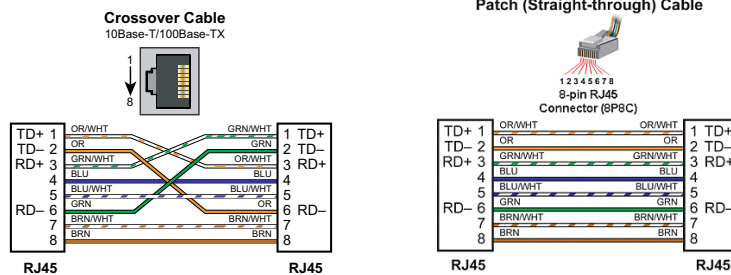 Crossover Cable
10Base-T/100Base-TX
1
8
TD+ 1 OR/WHT GRN/WHT 1 TD+
TD– 2 OR GRN 2 TD–
RD+ 3 GRN/WHT OR/WHT 3 RD+
4 BLU BLU 4
5 BLU/WHT BLU/WHT 5
RD– 6 GRN OR 6 RD–
7 BRN/WHT BRN/WHT 7
8 BRN BRN 8
RJ45 RJ45
Patch (Straight-through) Cable
1 2 3 4 5 6 7 8
8-pin RJ45
Connector (8P8C)
TD+ 1 OR/WHT OR/WHT 1 TD+
TD– 2 OR OR 2 TD–
RD+ 3 GRN/WHT GRN/WHT 3 RD+
4 BLU BLU 4
5 BLU/WHT BLU/WHT 5
RD– 6 GRN GRN 6 RD–
7 BRN/WHT BRN/WHT 7
8 BRN BRN 8
RJ45 RJ45